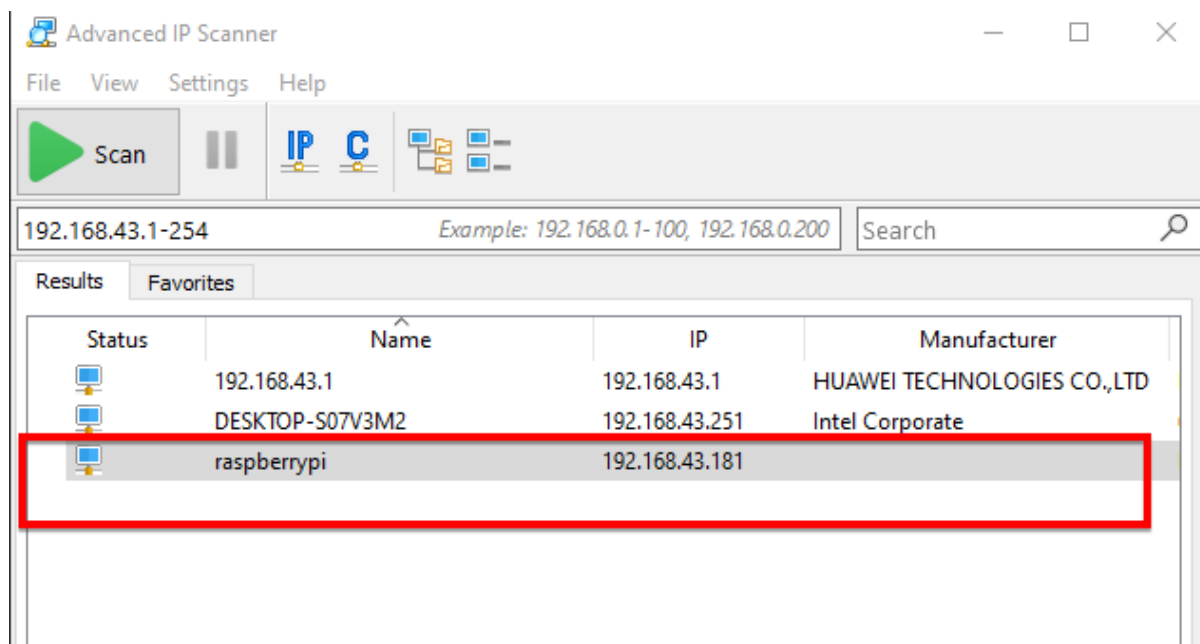 Advanced IP Scanner
File View Settings Help
Scan IP C
192.168.43.1-254 Example: 192.168.0.1-100, 192.168.0.200 Search
Results Favorites
Status Name IP Manufacturer
192.168.43.1 192.168.43.1 HUAWEI TECHNOLOGIES CO.,LTD
DESKTOP-S07V3M2 192.168.43.251 Intel Corporate
raspberrypi 192.168.43.181